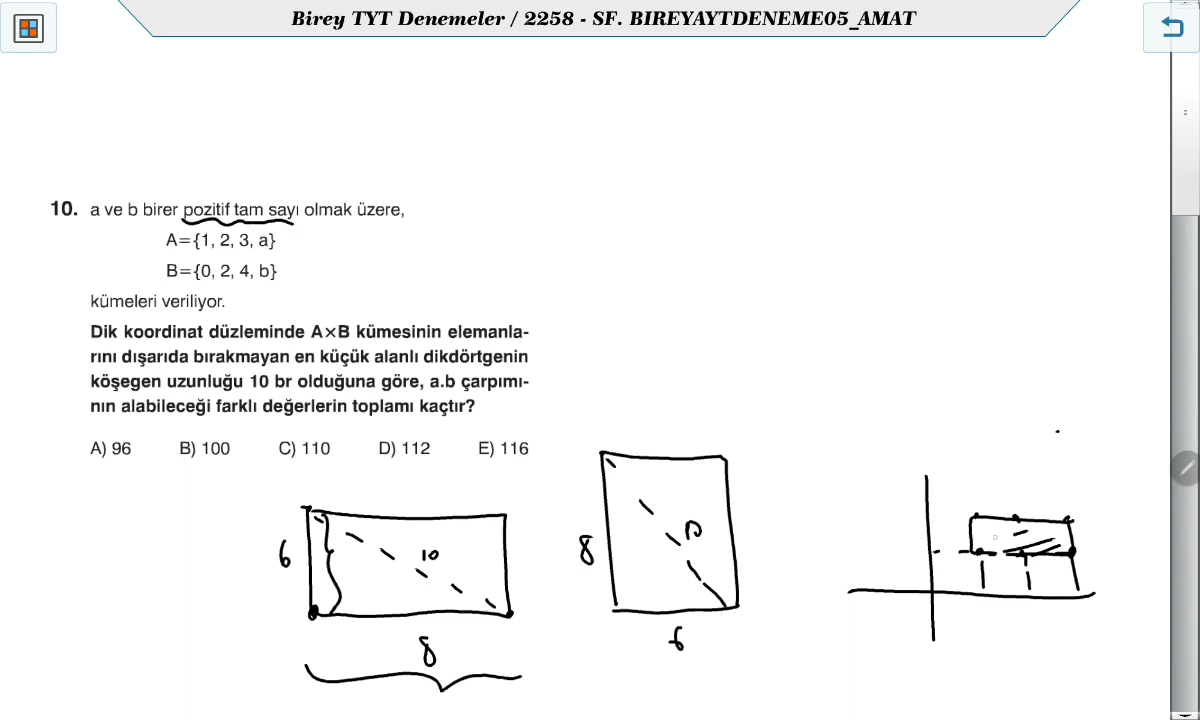 Birey TYT Denemeler / 2258 - SF. BIREYAYTDENEME05_AMAT
10. a ve b birer pozitif tam sayı olmak üzere,
A={1, 2, 3, a}
B={0, 2, 4, b}
kümeleri veriliyor.
Dik koordinat düzleminde A×B kümesinin elemanla-
rını dışarıda bırakmayan en küçük alanlı dikdörtgenin
köşegen uzunluğu 10 br olduğuna göre, a.b çarpımı-
nın alabileceği farklı değerlerin toplamı kaçtır?
A) 96 B) 100 C) 110 D) 112 E) 116
6 10 8 10
8 6